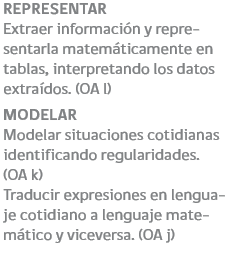 REPRESENTAR
Extraer información y repre-
sentarla matemáticamente en
tablas, interpretando los datos
extraídos. (OA l)
MODELAR
Modelar situaciones cotidianas
identificando regularidades.
(OA k)
Traducir expresiones en lengua-
je cotidiano a lenguaje mate-
mático y viceversa. (OA j)